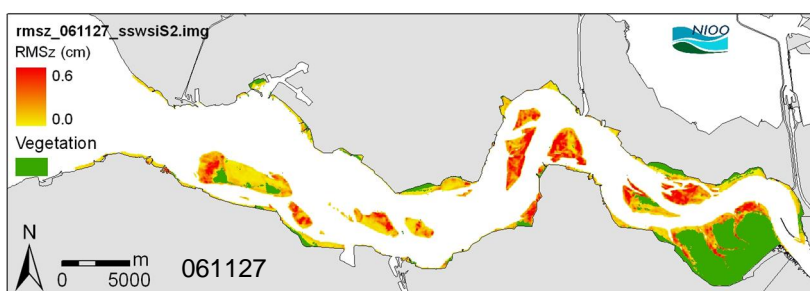 rmsz_061127_sswsiS2.img
RMSz (cm)
0.6
0.0
Vegetation
NIOO
N
m
0
5000
061127